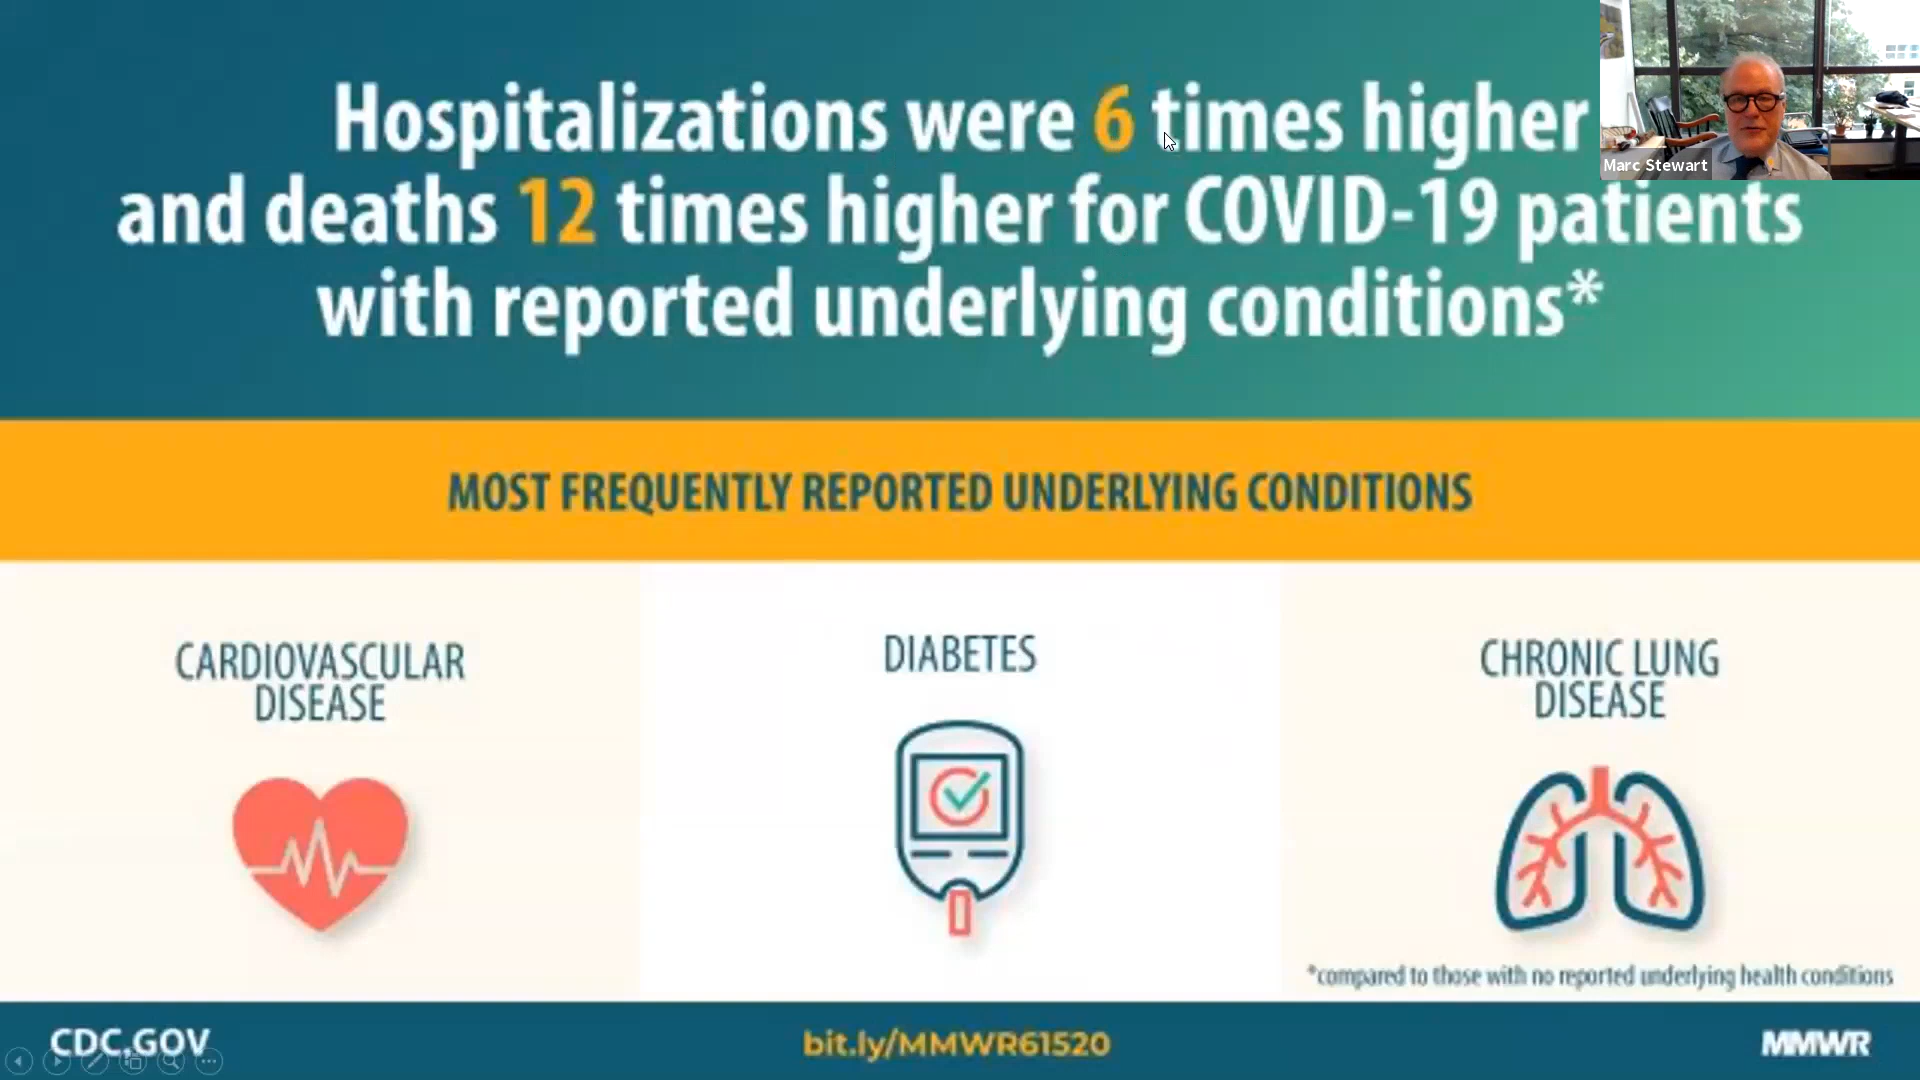 Hospitalizations were 6 times higher
and deaths 12 times higher for COVID-19 patients
with reported underlying conditions*
Marc Stewart
MOST FREQUENTLY REPORTED UNDERLYING CONDITIONS
CARDIOVASCULAR
DISEASE
DIABETES
CHRONIC LUNG
DISEASE
*compared to those with no reported underlying health conditions
CDC.GOV
bit.ly/MMWR61520
MMWR